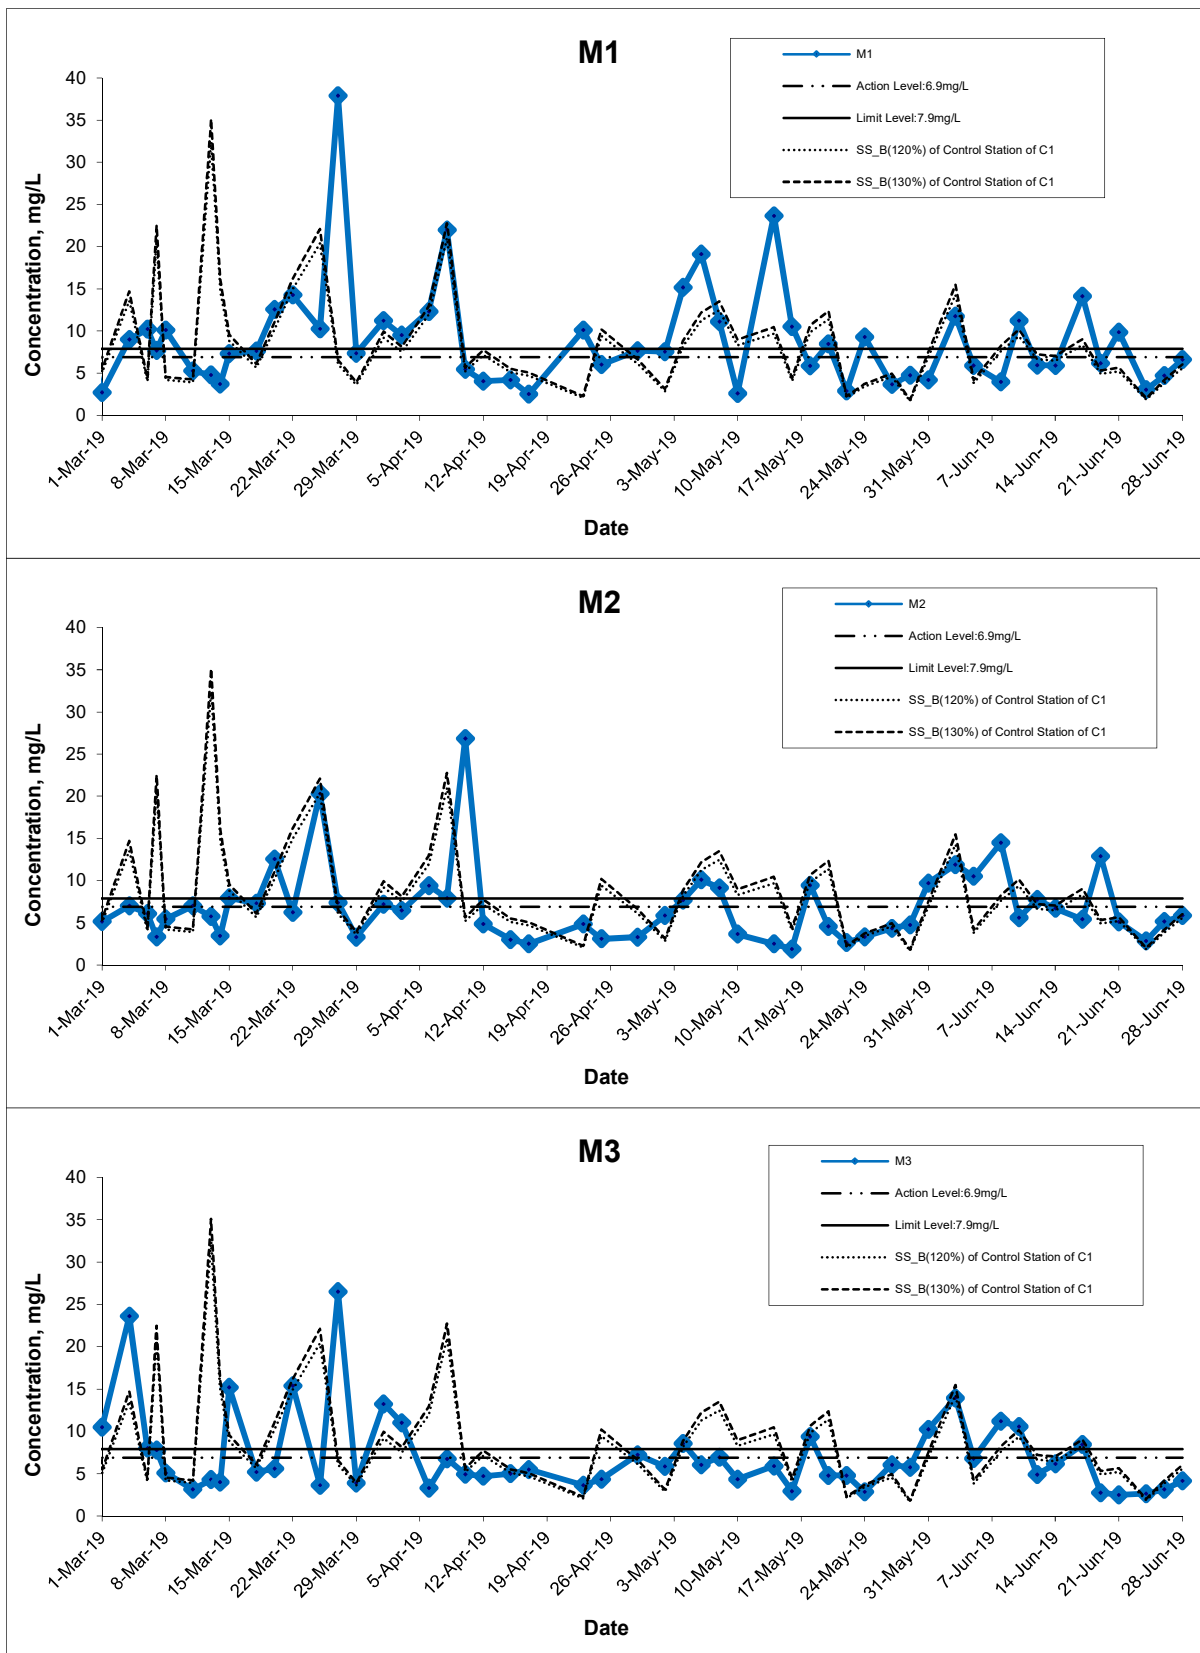 M1
M1
Action Level:6.9mg/L
Limit Level:7.9mg/L
SS_B(120%) of Control Station of C1
SS_B(130%) of Control Station of C1
Concentration, mg/L
40
35
30
25
20
15
10
5
0
1-Mar-19
8-Mar-19
15-Mar-19
22-Mar-19
29-Mar-19
5-Apr-19
12-Apr-19
19-Apr-19
26-Apr-19
3-May-19
10-May-19
17-May-19
24-May-19
31-May-19
7-Jun-19
14-Jun-19
21-Jun-19
28-Jun-19
Date
M2
M2
Action Level:6.9mg/L
Limit Level:7.9mg/L
SS_B(120%) of Control Station of C1
SS_B(130%) of Control Station of C1
Concentration, mg/L
40
35
30
25
20
15
10
5
0
1-Mar-19
8-Mar-19
15-Mar-19
22-Mar-19
29-Mar-19
5-Apr-19
12-Apr-19
19-Apr-19
26-Apr-19
3-May-19
10-May-19
17-May-19
24-May-19
31-May-19
7-Jun-19
14-Jun-19
21-Jun-19
28-Jun-19
Date
M3
M3
Action Level:6.9mg/L
Limit Level:7.9mg/L
SS_B(120%) of Control Station of C1
SS_B(130%) of Control Station of C1
Concentration, mg/L
40
35
30
25
20
15
10
5
0
1-Mar-19
8-Mar-19
15-Mar-19
22-Mar-19
29-Mar-19
5-Apr-19
12-Apr-19
19-Apr-19
26-Apr-19
3-May-19
10-May-19
17-May-19
24-May-19
31-May-19
7-Jun-19
14-Jun-19
21-Jun-19
28-Jun-19
Date